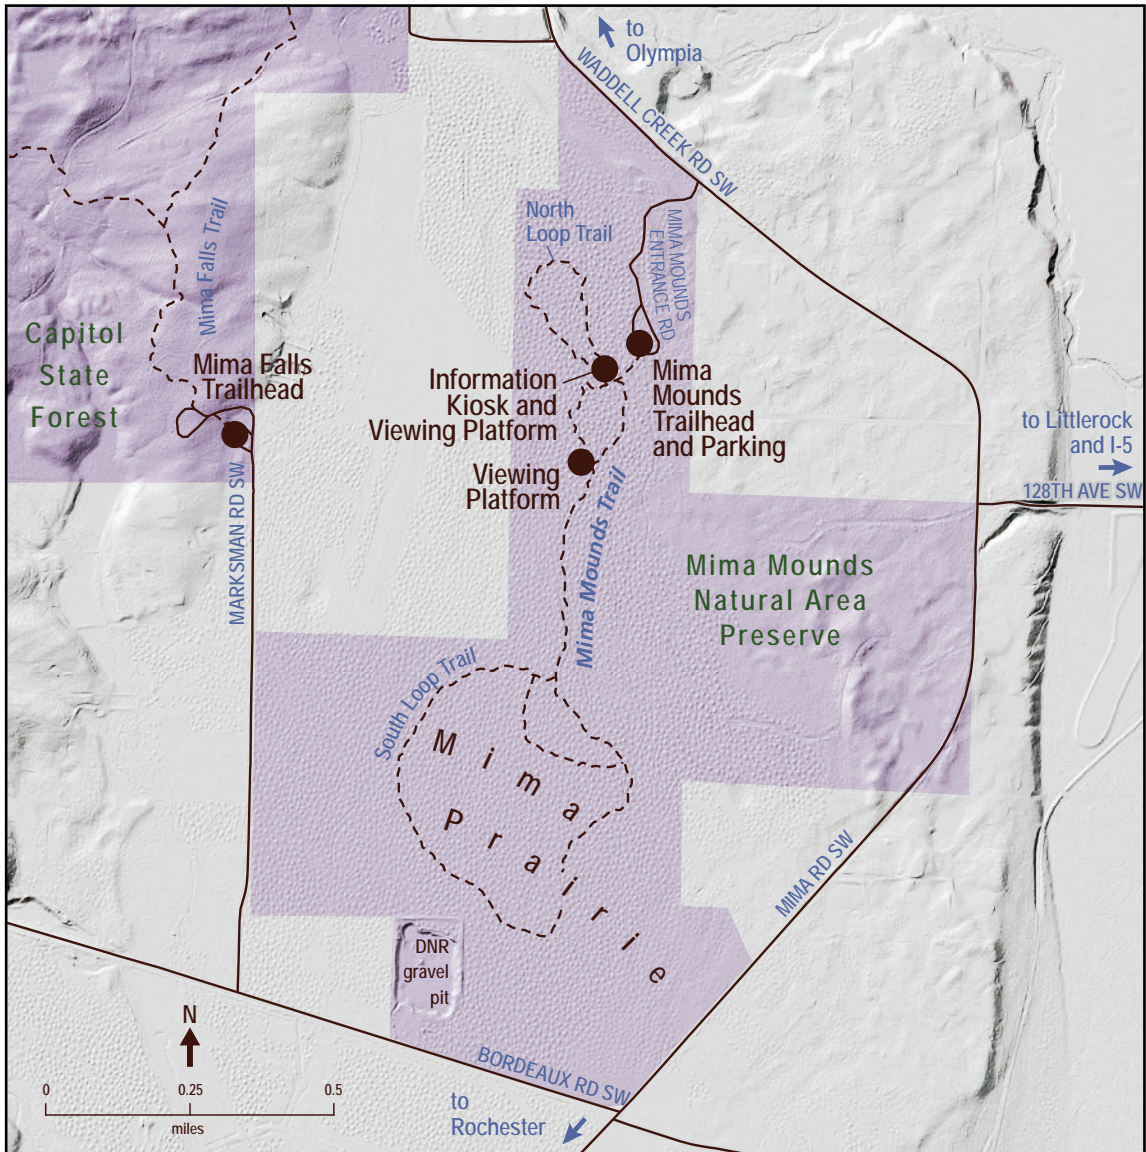 to
Olympia
WADDELL CREEK RD SW
North
Loop Trail
MIMA MOUNDS
ENTRANCE RD
Mima Falls Trail
Capitol
State
Forest
Mima Falls
Trailhead
Information
Kiosk and
Viewing Platform
Mima
Mounds
Trailhead
and Parking
to Littlerock
and I-5
128TH AVE SW
Viewing
Platform
MARKSMAN RD SW
Mima Mounds Trail
Mima Mounds
Natural Area
Preserve
South Loop Trail
Mima
Prairie
MIMA RD SW
DNR
gravel
pit
N
0 0.25 0.5
miles
BORDEAUX RD SW
to
Rochester